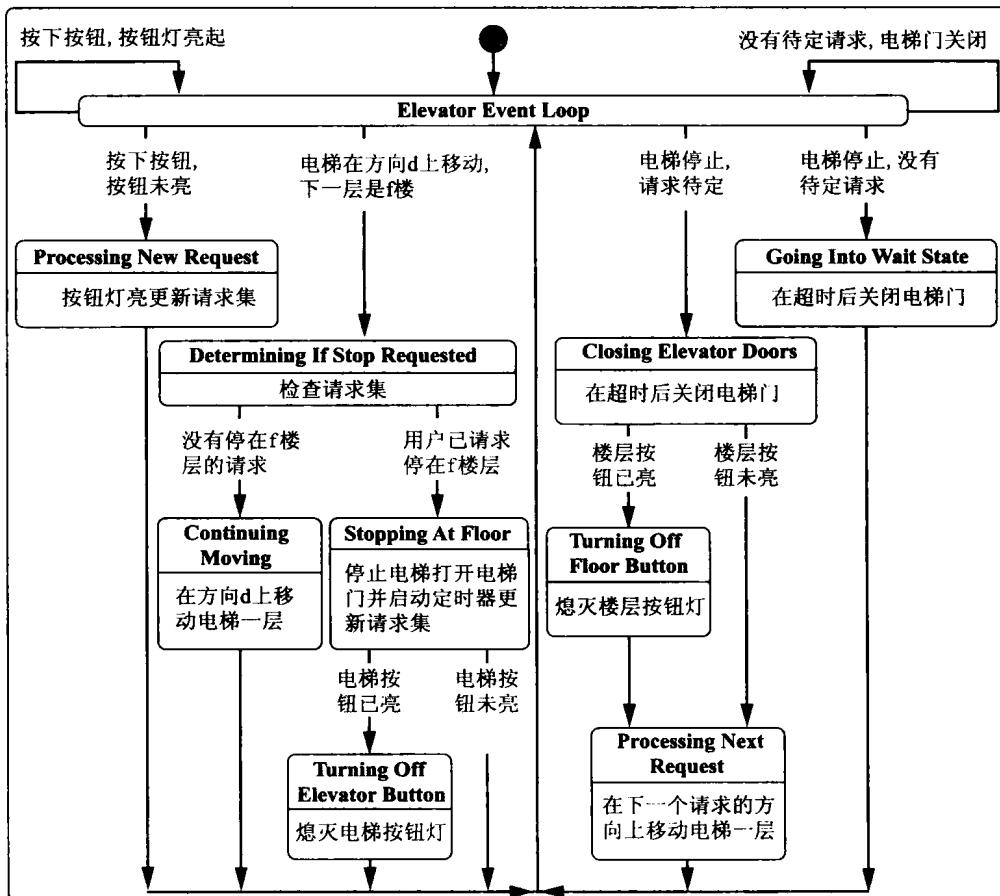 按下按钮, 按钮灯亮起
没有待定请求, 电梯门关闭
Elevator Event Loop
按下按钮,
按钮未亮
电梯在方向d上移动,
下一层是f楼
电梯停止,
请求待定
电梯停止, 没有
待定请求
Processing New Request
按钮灯亮更新请求集
Going Into Wait State
在超时后关闭电梯门
Determining If Stop Requested
检查请求集
Closing Elevator Doors
在超时后关闭电梯门
没有停在f楼
层的请求
用户已请求
停在f楼层
楼层按
钮已亮
楼层按
钮未亮
Continuing
Moving
在方向d上移
动电梯一层
Stopping At Floor
停止电梯打开电梯
门并启动定时器更
新请求集
Turning Off
Floor Button
熄灭楼层按钮灯
电梯按
钮已亮
电梯按
钮未亮
Turning Off
Elevator Button
熄灭电梯按钮灯
Processing Next
Request
在下一个请求的方
向上移动电梯一层